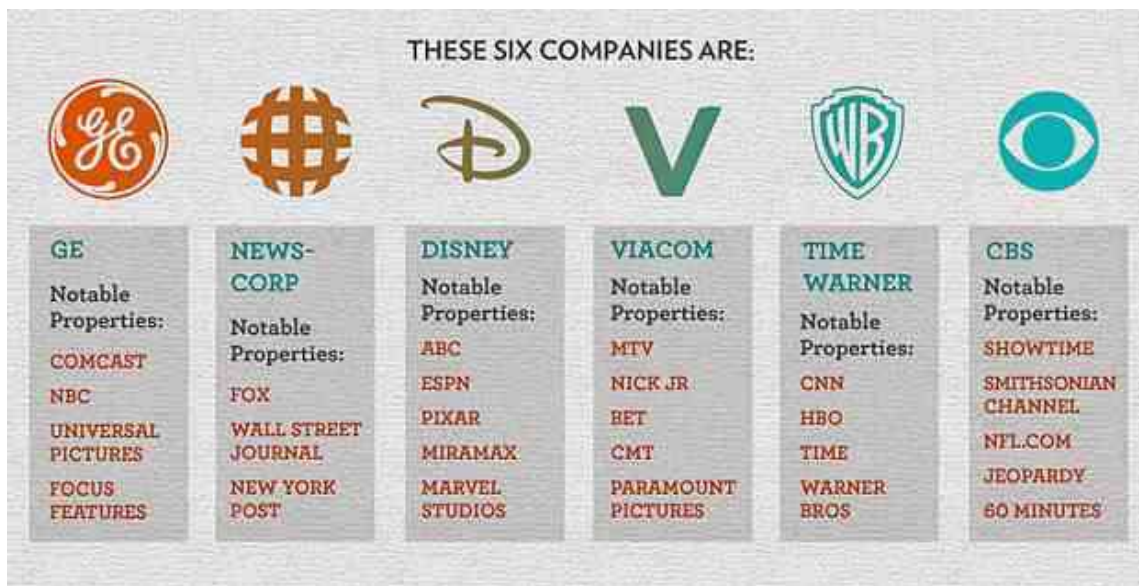 THESE SIX COMPANIES ARE:
GE
WB
GE
Notable
Properties:
COMCAST
NBC
UNIVERSAL
PICTURES
FOCUS
FEATURES
NEWS-
CORP
Notable
Properties:
FOX
WALL STREET
JOURNAL
NEW YORK
POST
DISNEY
Notable
Properties:
ABC
ESPN
PIXAR
MIRAMAX
MARVEL
STUDIOS
VIACOM
Notable
Properties:
MTV
NICK JR
BET
CMT
PARAMOUNT
PICTURES
TIME
WARNER
Notable
Properties:
CNN
HBO
TIME
WARNER
BROS
CBS
Notable
Properties:
SHOWTIME
SMITHSONIAN
CHANNEL
NFL.COM
JEOPARDY
60 MINUTES